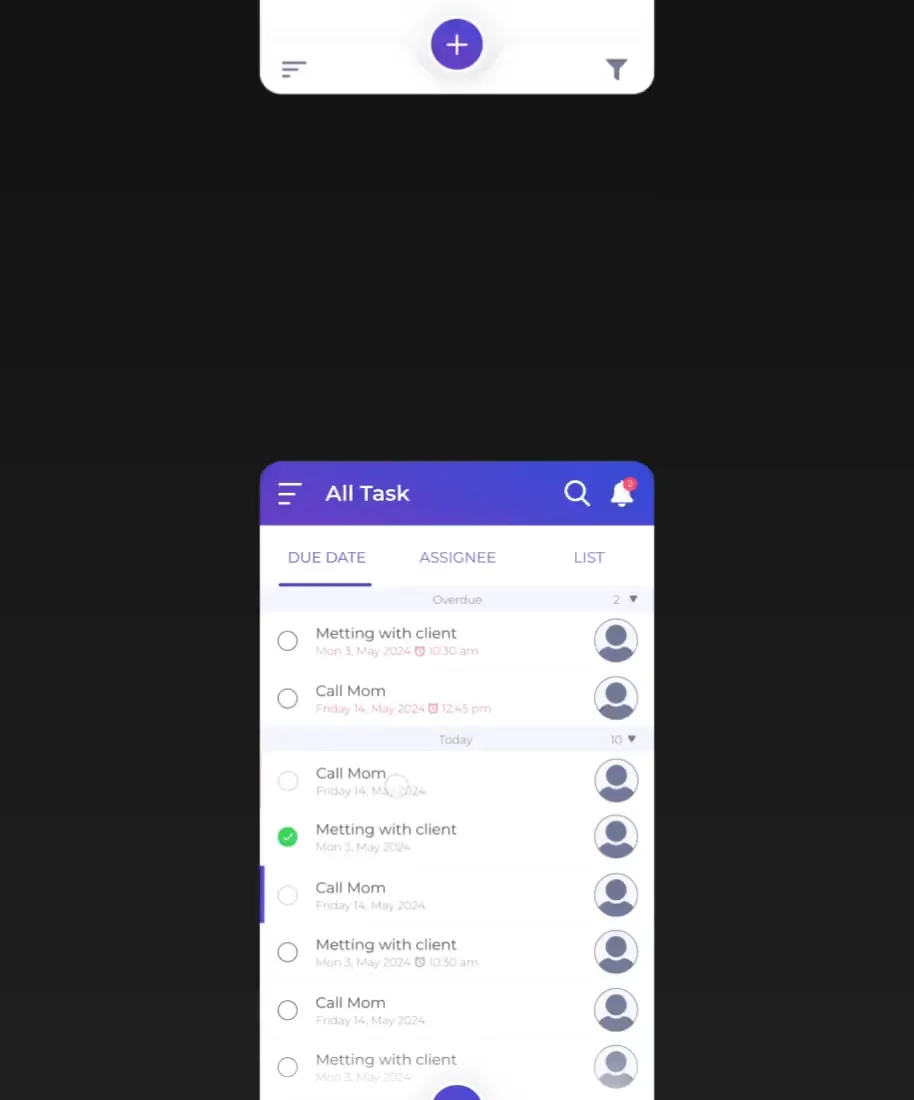 All Task
2
DUE DATE ASSIGNEE LIST
Overdue 2
Metting with client
Mon 3, May 2024 10:30 am
Call Mom
Friday 14, May 2024 12:45 pm
Today 10
Call Mom
Friday 14, May 2024
Metting with client
Mon 3, May 2024
Call Mom
Friday 14, May 2024
Metting with client
Mon 3, May 2024 10:30 am
Call Mom
Friday 14, May 2024
Metting with client
Mon 3, May 2024